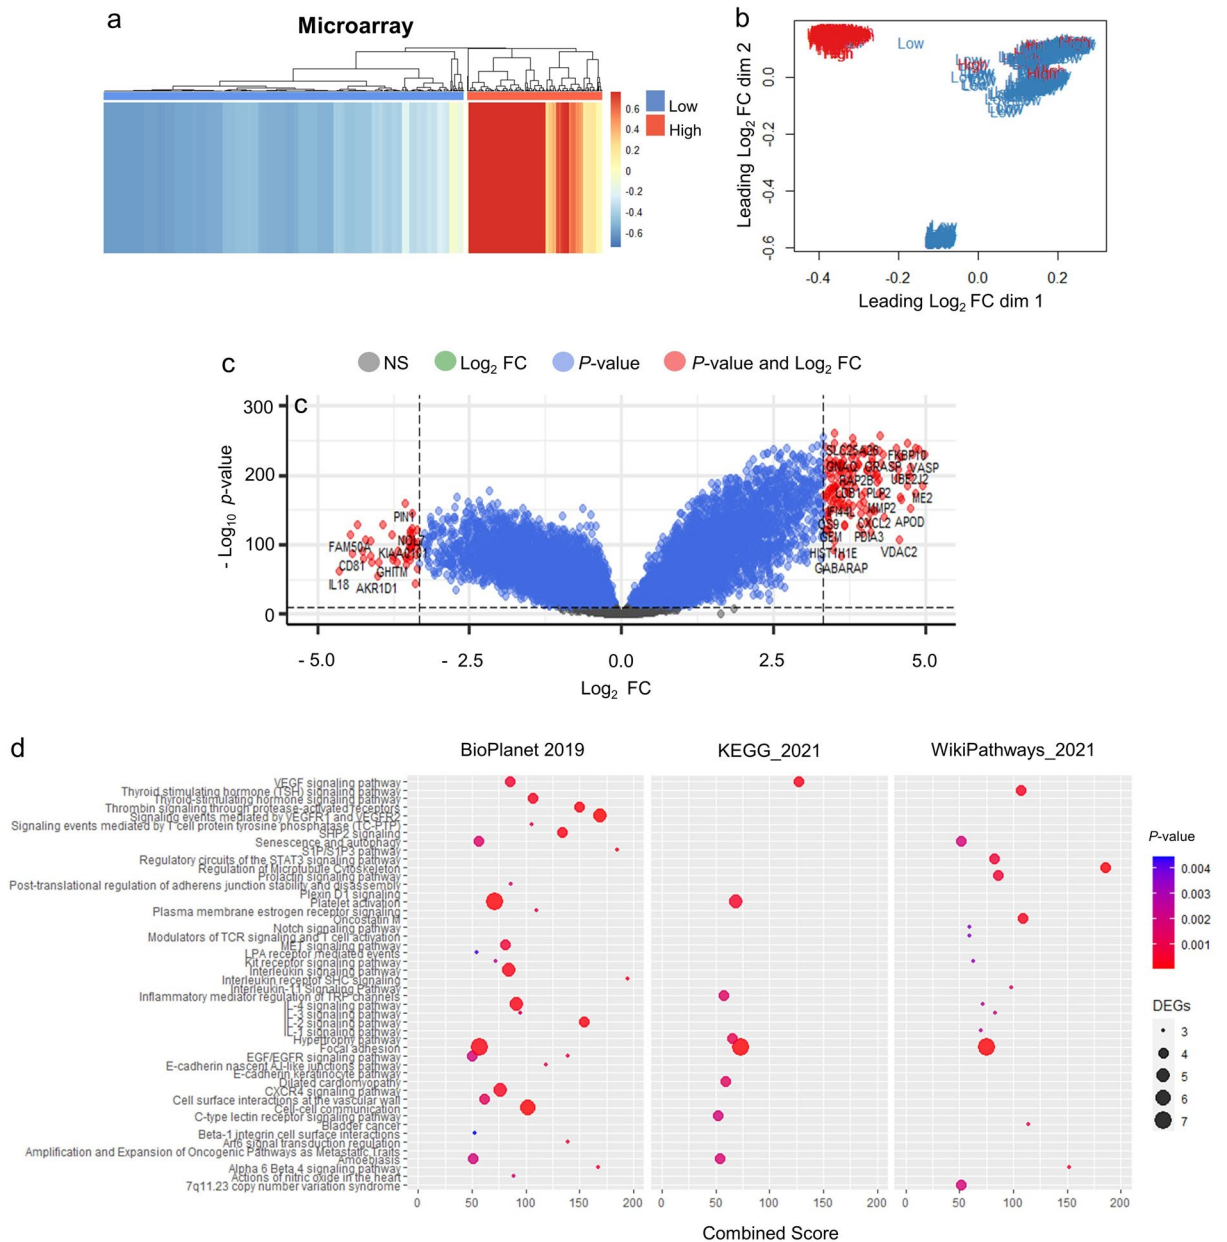 a
Microarray
0.6
0.4
0.2
0
-0.2
-0.4
-0.6
Low
High
b
Leading Log2 FC dim 2
0.0
-0.2
-0.4
-0.6
Low
High
High
-0.4
-0.2
0.0
0.2
Leading Log2 FC dim 1
c
NS
Log2 FC
P-value
P-value and Log2 FC
c
- Log10 p-value
300
200
100
0
PIN1
FAM50A
KIAA0101
CD81
GHITM
IL18
AKR1D1
SLC25A26
FKBP10
GNAQ
GRASP
VASP
RAP2B
UBE2J2
PLP2
ME2
IFI44L
MMP2
CXCL2
APOD
GEM
PDIA3
HIST1H1E
VDAC2
GABARAP
- 5.0
- 2.5
0.0
2.5
5.0
Log2 FC
d
BioPlanet 2019
KEGG_2021
WikiPathways_2021
VEGF signaling pathway
Thyroid stimulating hormone (TSH) signaling pathway
Thyroid-stimulating hormone signaling pathway
Thrombin signaling through protease-activated receptors
Signaling events mediated by VEGFR1 and VEGFR2
Signaling events mediated by T cell protein tyrosine phosphatase (TC-PTP)
SHP2 signaling
Senescence and autophagy
S1P/S1P3 pathway
Regulatory circuits of the STAT3 signaling pathway
Regulation of Microtubule Cytoskeleton
Prolactin signaling pathway
Post-translational regulation of adherens junction stability and disassembly
Plexin D1 signaling
Platelet activation
Plasma membrane estrogen receptor signaling
Oncostatin M
Notch signaling pathway
Modulators of TCR signaling and T cell activation
MET signaling pathway
LPA receptor mediated events
Kit receptor signaling pathway
Interleukin signaling pathway
Interleukin receptor SHC signaling
Interleukin-11 Signaling Pathway
Inflammatory mediator regulation of TRP channels
IL-4 signaling pathway
IL-3 signaling pathway
IL-2 signaling pathway
IL-1 signaling pathway
Hypertrophy pathway
Focal adhesion
EGF/EGFR signaling pathway
E-cadherin nascent AJ-like junctions pathway
E-cadherin keratinocyte pathway
Dilated cardiomyopathy
CXCR4 signaling pathway
Cell surface interactions at the vascular wall
Cell-cell communication
C-type lectin receptor signaling pathway
Bladder cancer
Beta-1 integrin cell surface interactions
Arf6 signal transduction regulation
Amplification and Expansion of Oncogenic Pathways as Metastatic Traits
Amoebiasis
Alpha 6 Beta 4 signaling pathway
Actions of nitric oxide in the heart
7q11.23 copy number variation syndrome
0 50 100 150 200
0 50 100 150 200
0 50 100 150 200
Combined Score
P-value
0.004
0.003
0.002
0.001
DEGs
3
4
5
6
7